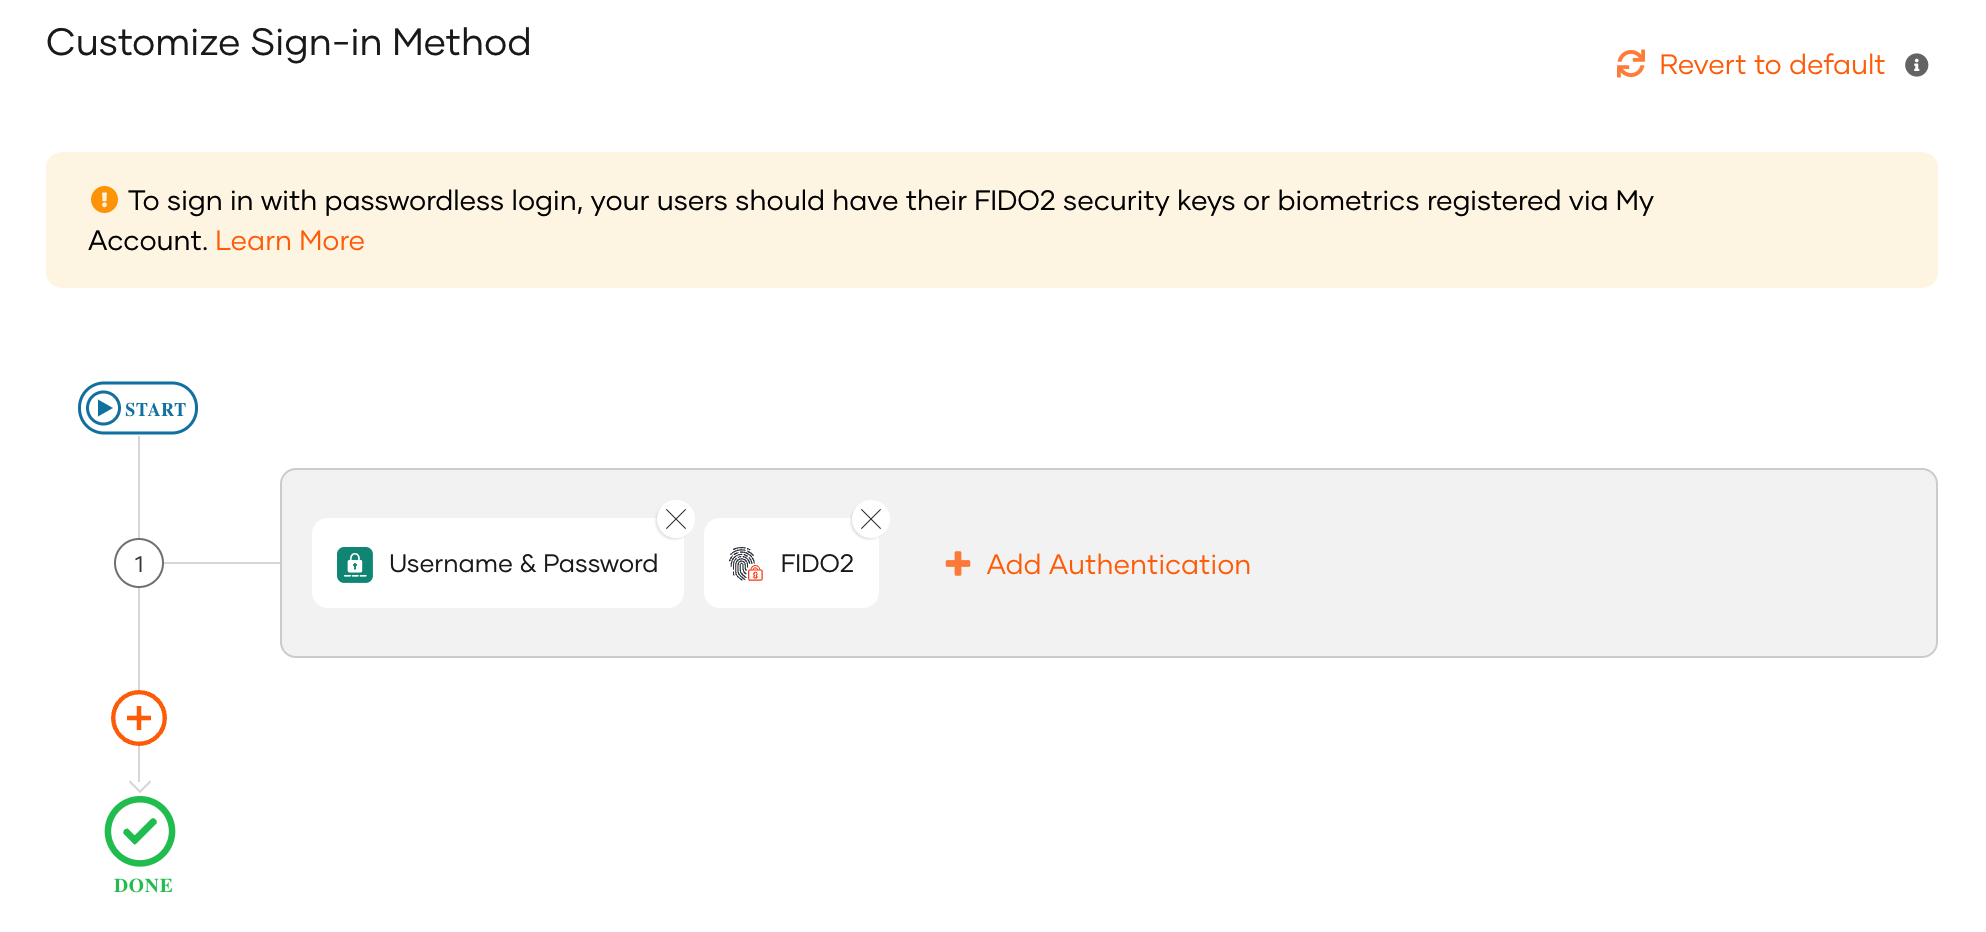 Customize Sign-in Method
Revert to default
To sign in with passwordless login, your users should have their FIDO2 security keys or biometrics registered via My
Account. Learn More
START
1
Username & Password
FIDO2
Add Authentication
DONE